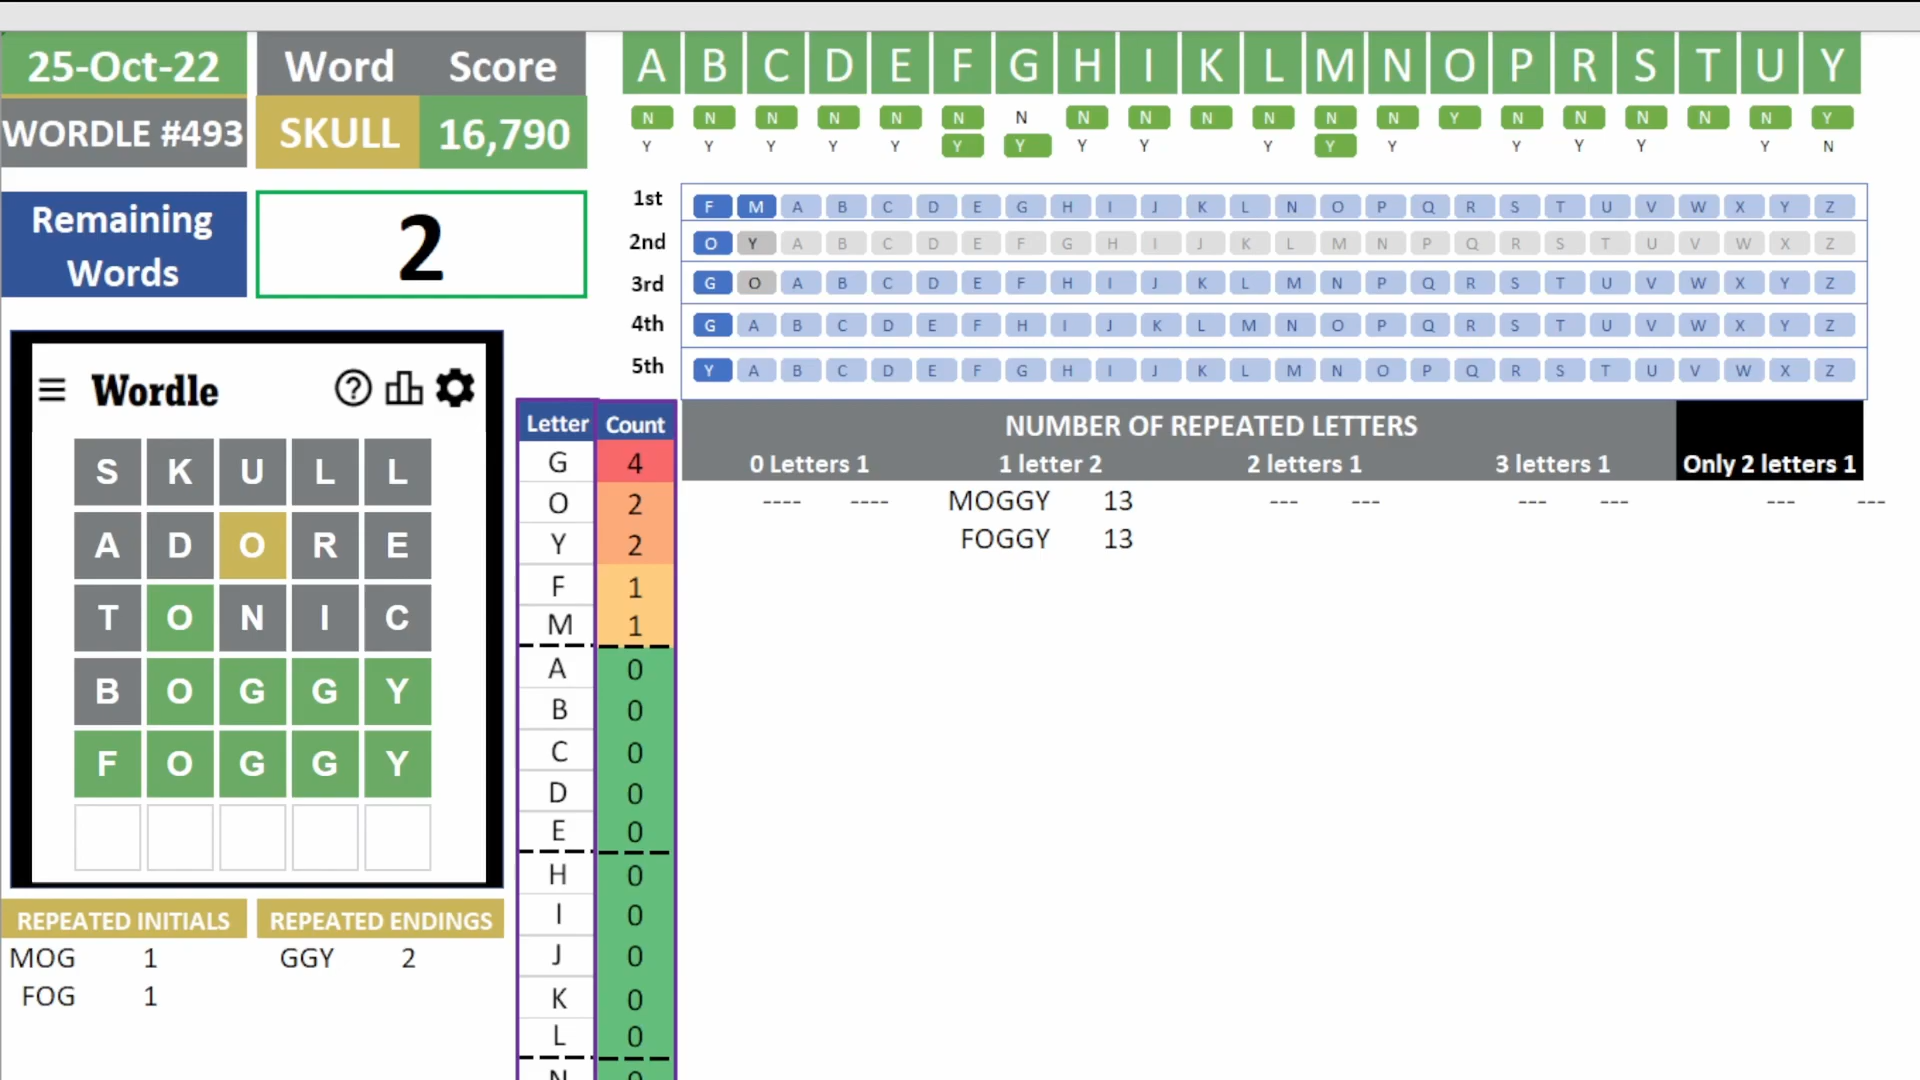 25-Oct-22
Word Score
WORDLE #493
SKULL 16,790
Remaining
Words
2
A B C D E F G H I K L M N O P R S T U Y
N N N N N N N N N N N N N Y N N N N N Y
Y Y Y Y Y Y Y Y Y Y Y Y Y Y Y Y N
1st F M A B C D E G H I J K L N O P Q R S T U V W X Y Z
2nd O Y A B C D E F G H I J K L M N P Q R S T U V W X Z
3rd G O A B C D E F H I J K L M N P Q R S T U V W X Y Z
4th G A B C D E F H I J K L M N O P Q R S T U V W X Y Z
5th Y A B C D E F G H I J K L M N O P Q R S T U V W X Z
Wordle
S K U L L
A D O R E
T O N I C
B O G G Y
F O G G Y
REPEATED INITIALS
MOG 1
FOG 1
REPEATED ENDINGS
GGY 2
Letter Count
G 4
O 2
Y 2
F 1
M 1
A 0
B 0
C 0
D 0
E 0
H 0
I 0
J 0
K 0
L 0
N 0
NUMBER OF REPEATED LETTERS
0 Letters 1 1 letter 2 2 letters 1 3 letters 1 Only 2 letters 1
---- ---- MOGGY 13 --- --- --- --- --- ---
FOGGY 13